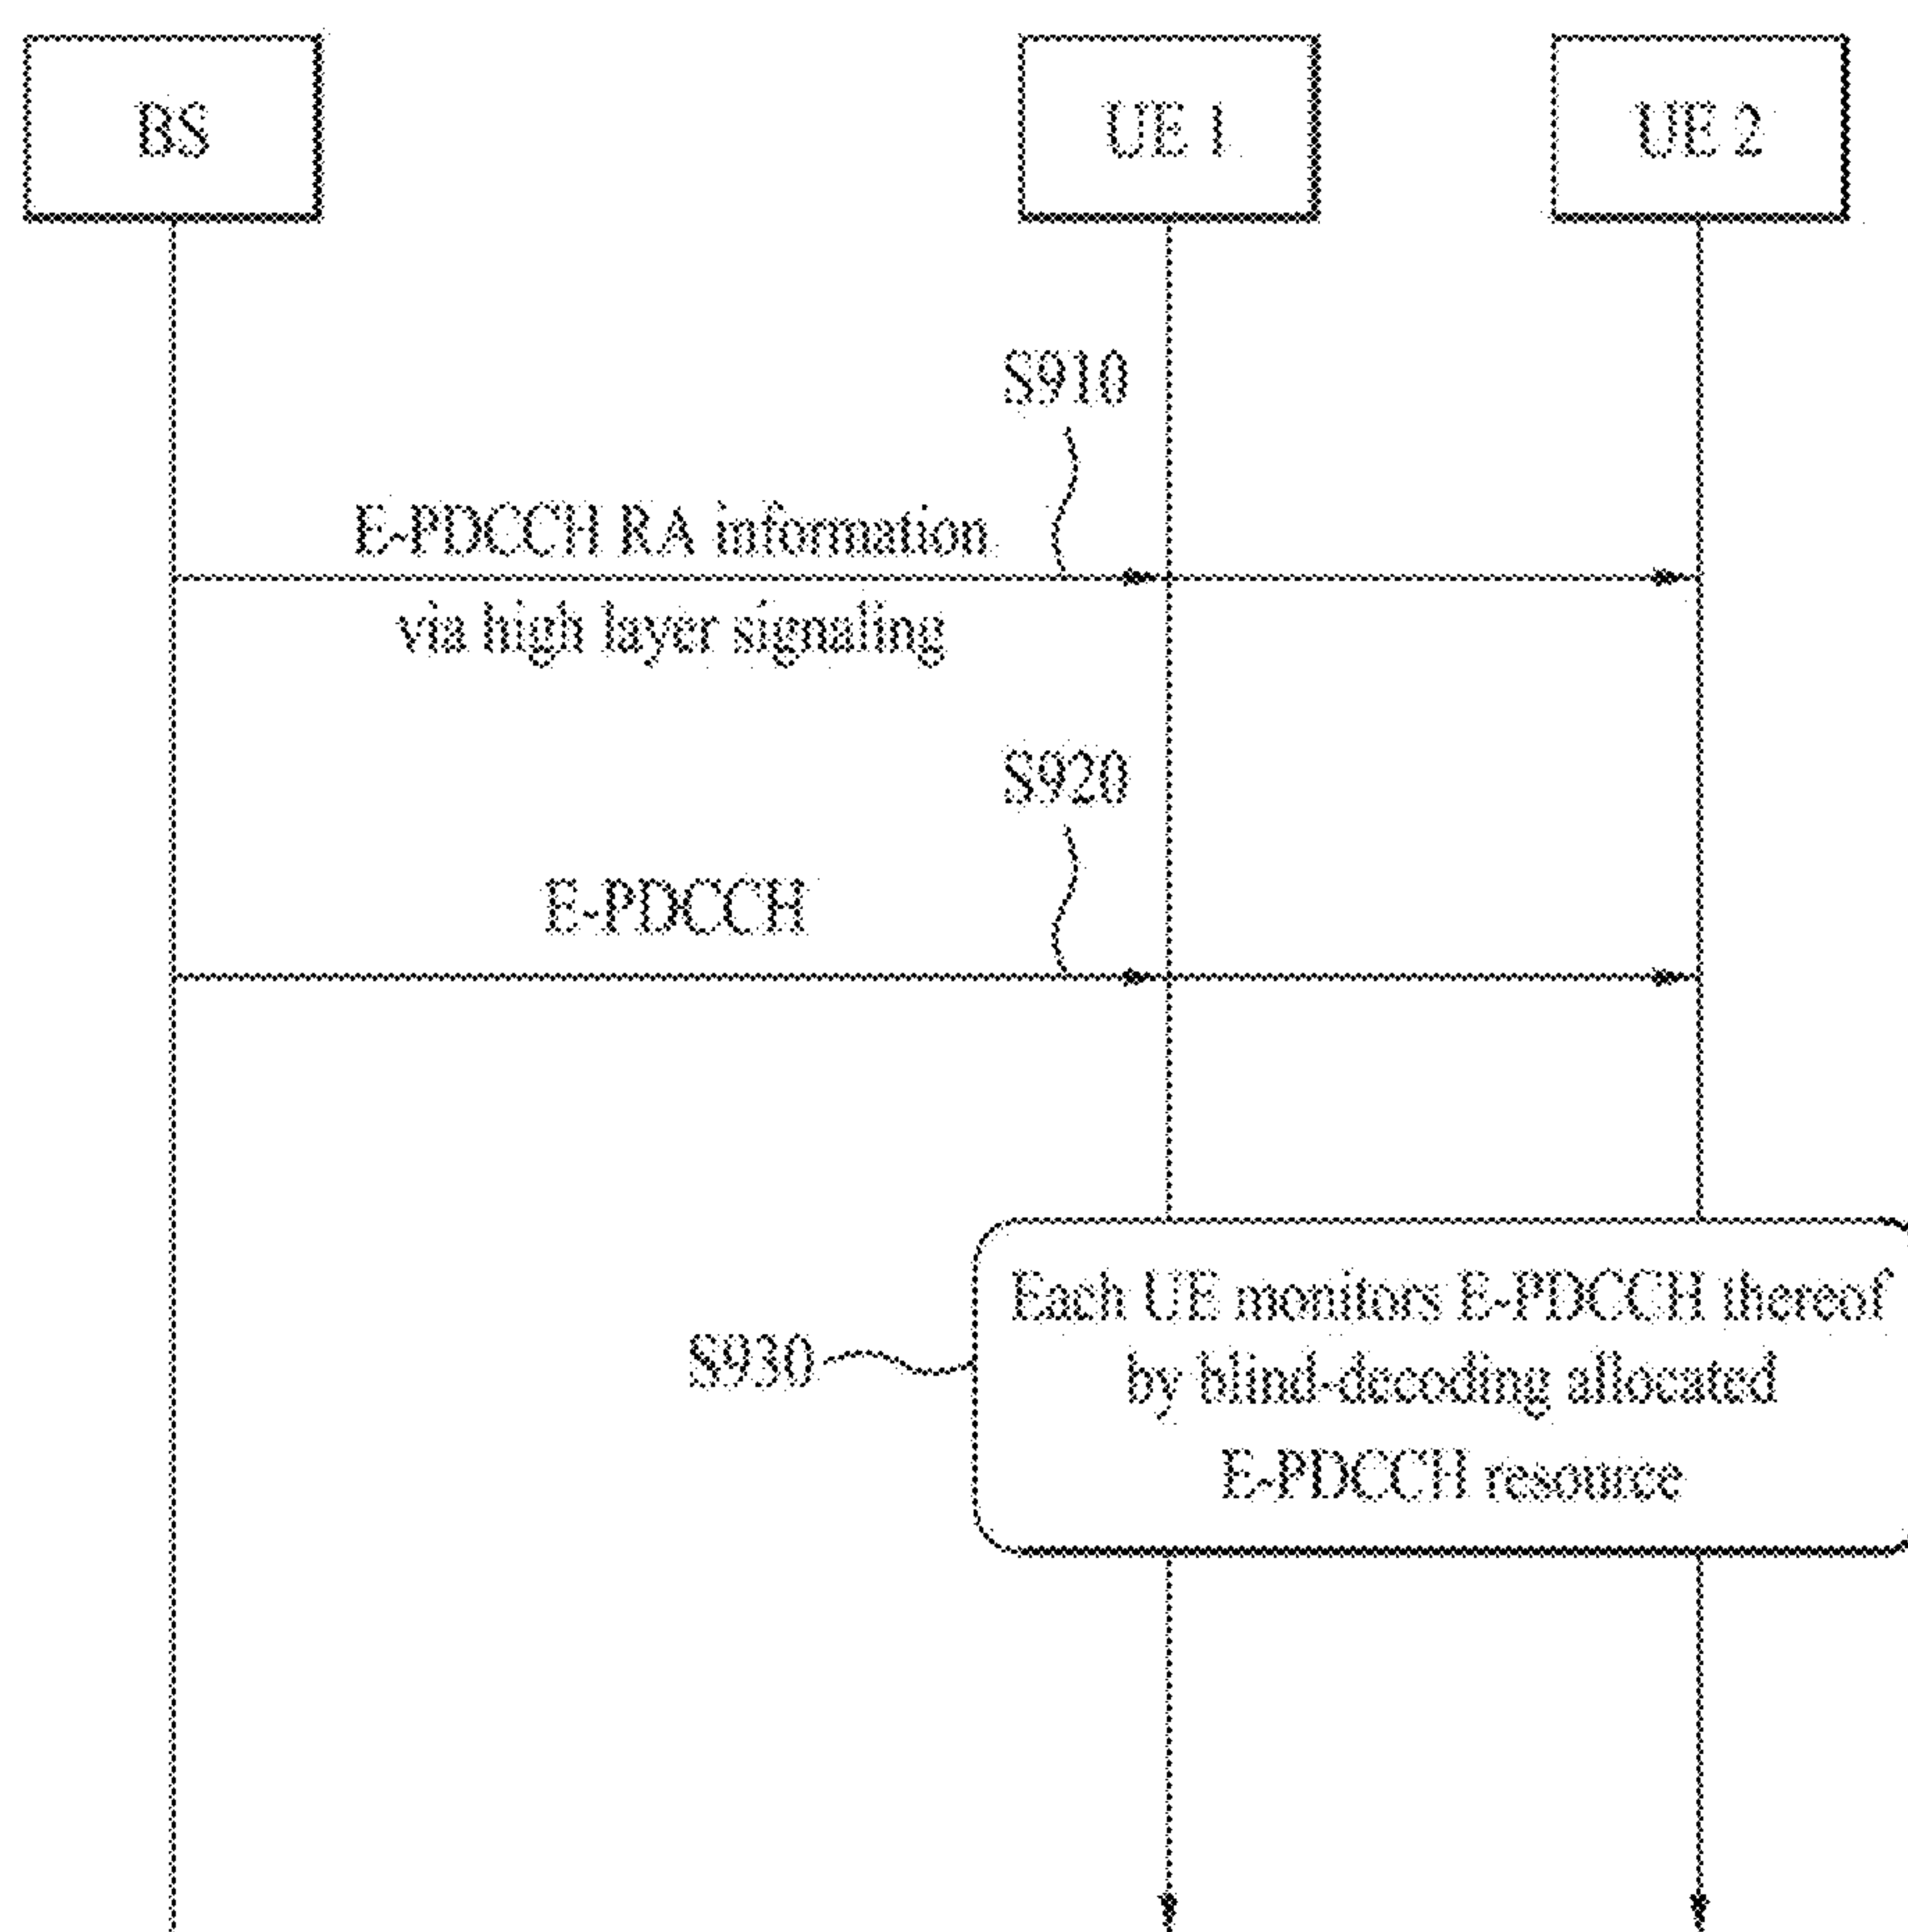 BS
UE 1
UE 2
S910
E-PDCCH RA information
via high layer signaling
S920
E-PDCCH
Each UE monitors E-PDCCH thereof
by blind-decoding allocated
E-PDCCH resource
S930